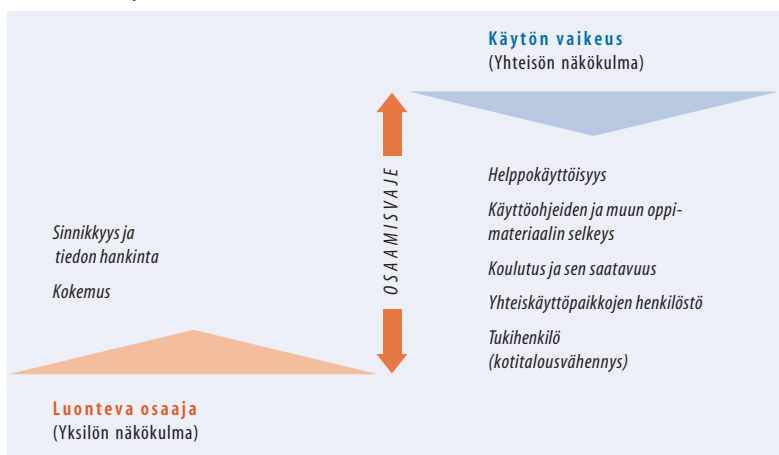 Käytön vaikeus
(Yhteisön näkökulma)
OSAAMISVAJE
Helppokäyttöisyys
Käyttöohjeiden ja muun oppi-
materiaalin selkeys
Koulutus ja sen saatavuus
Yhteiskäyttöpaikkojen henkilöstö
Tukihenkilö
(kotitalousvähennys)
Sinnikkyys ja
tiedon hankinta
Kokemus
Luonteva osaaja
(Yksilön näkökulma)